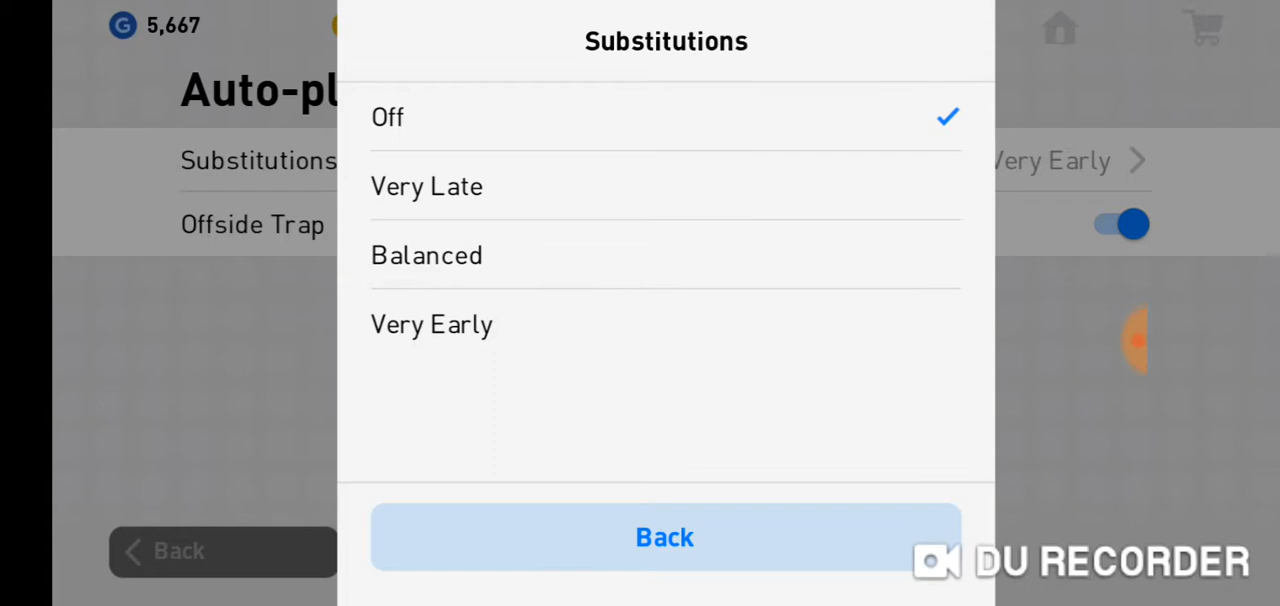 G 5,667
Substitutions
Auto-pl
Off
Substitutions
Very Early
Very Late
Offside Trap
Balanced
Very Early
Back
Back
DU RECORDER